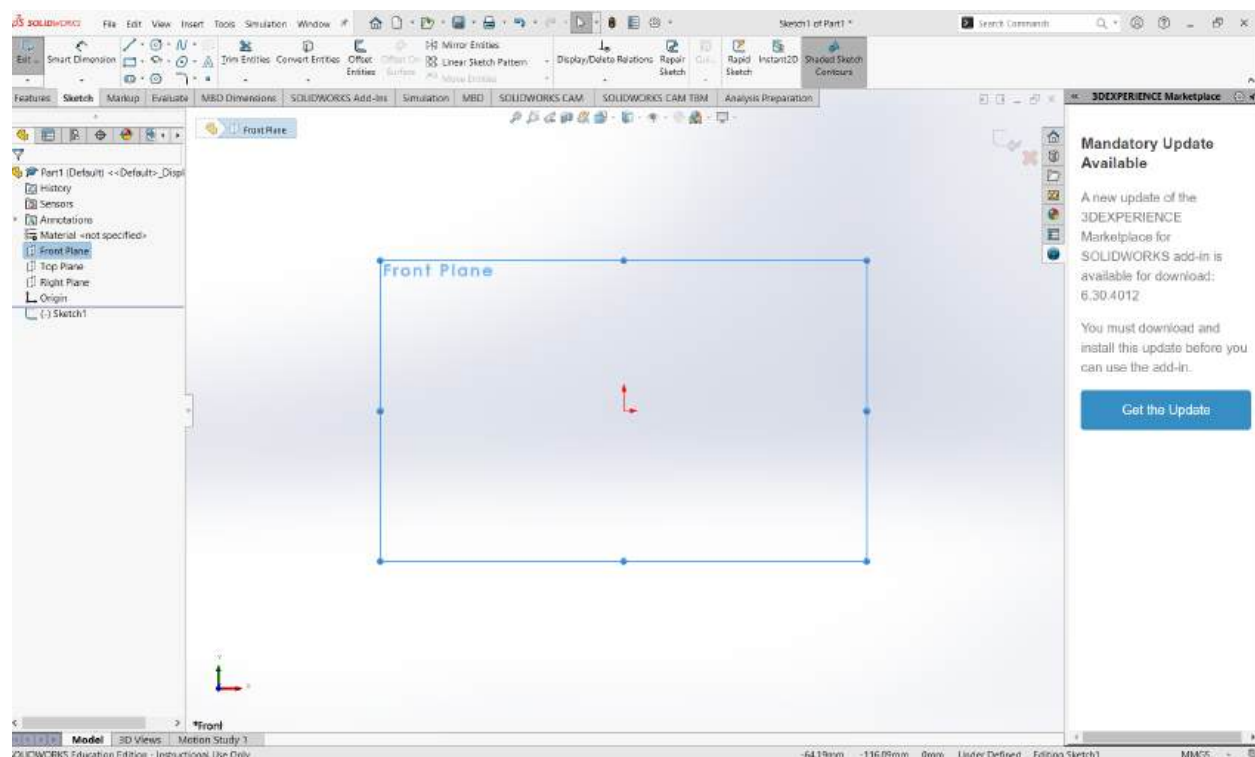 SOLIDWORKS File Edit View Insert Tools Simulation Window Sketch1 of Part1 * Search Commands
Exit Smart Dimension Trim Entities Convert Entities Offset Entities Mirror Entities Linear Sketch Pattern Move Entities Display/Delete Relations Repair Sketch Rapid Sketch Instant2D Shaded Sketch Contours
Features Sketch Markup Evaluate MBD Dimensions SOLIDWORKS Add-Ins Simulation MBD SOLIDWORKS CAM SOLIDWORKS CAM TBM Analysis Preparation
3DEXPERIENCE Marketplace
Front Plane
Part1 (Default) <<Default>_Displ
History
Sensors
Annotations
Material <not specified>
Front Plane
Top Plane
Right Plane
Origin
(-) Sketch1
Front Plane
*Front
Mandatory Update
Available
A new update of the
3DEXPERIENCE
Marketplace for
SOLIDWORKS add-in is
available for download:
6.30.4012
You must download and
install this update before you
can use the add-in.
Get the Update
Model 3D Views Motion Study 1
SOLIDWORKS Education Edition - Instructional Use Only
-64.19mm -116.09mm 0mm Under Defined Editing Sketch1 MMGS